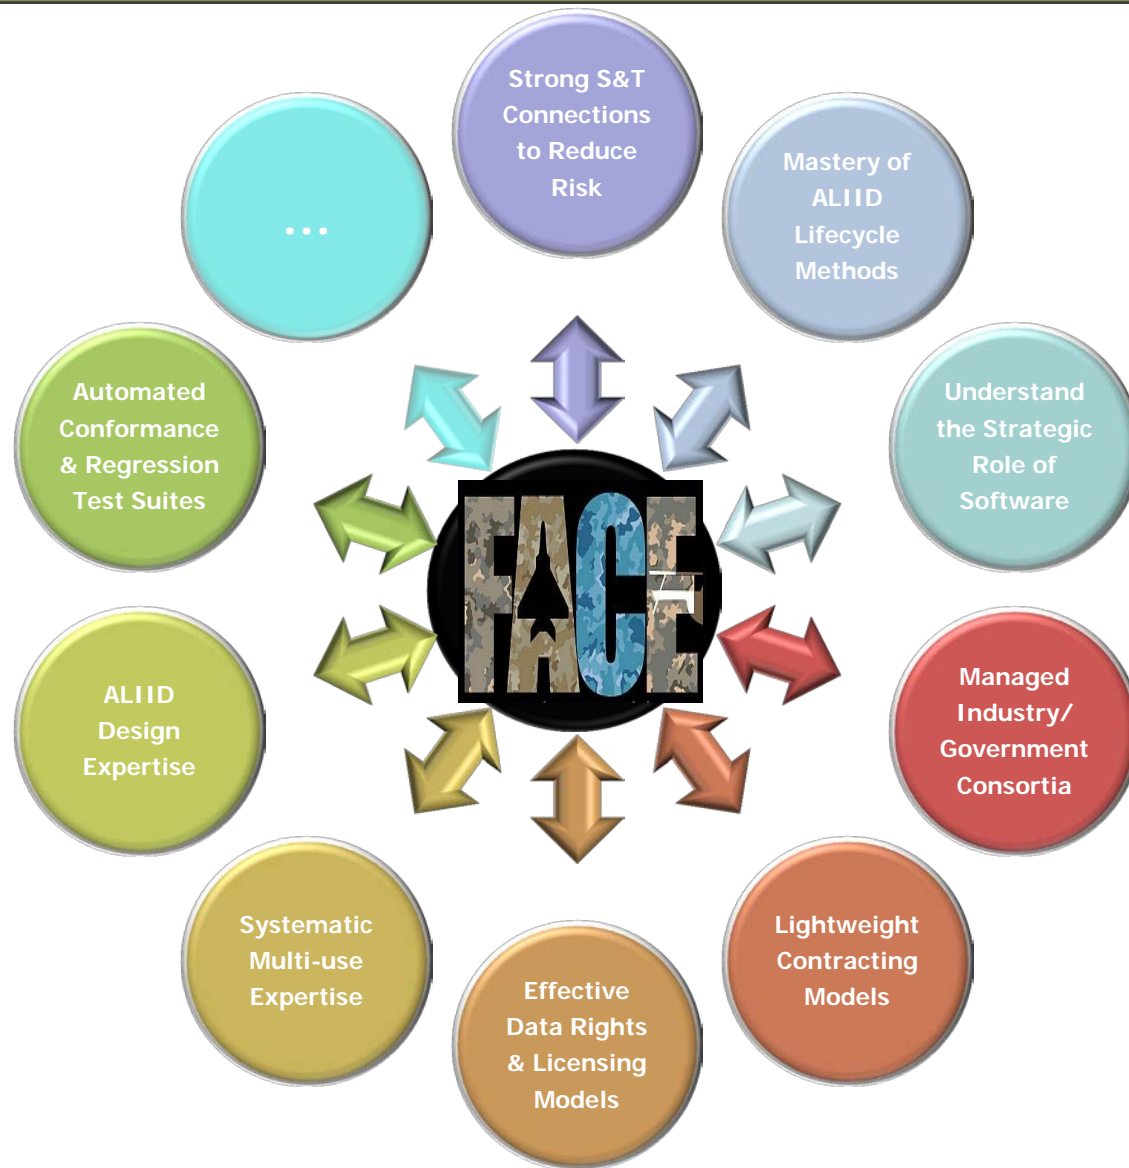 Strong S&T
Connections
to Reduce
Risk
Mastery of
ALIID
Lifecycle
Methods
Understand
the Strategic
Role of
Software
Managed
Industry/
Government
Consortia
Lightweight
Contracting
Models
Effective
Data Rights
& Licensing
Models
Systematic
Multi-use
Expertise
ALIID
Design
Expertise
Automated
Conformance
& Regression
Test Suites
...
FACE